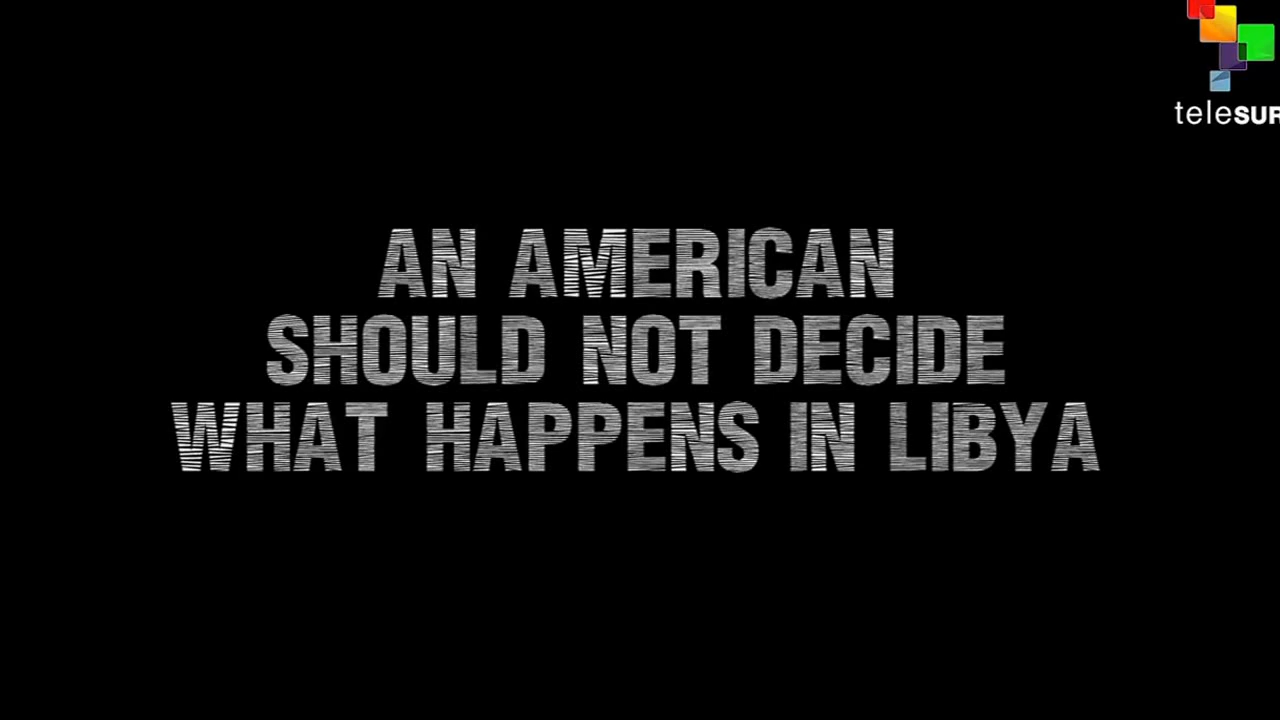 teleSUR
AN AMERICAN
SHOULD NOT DECIDE
WHAT HAPPENS IN LIBYA